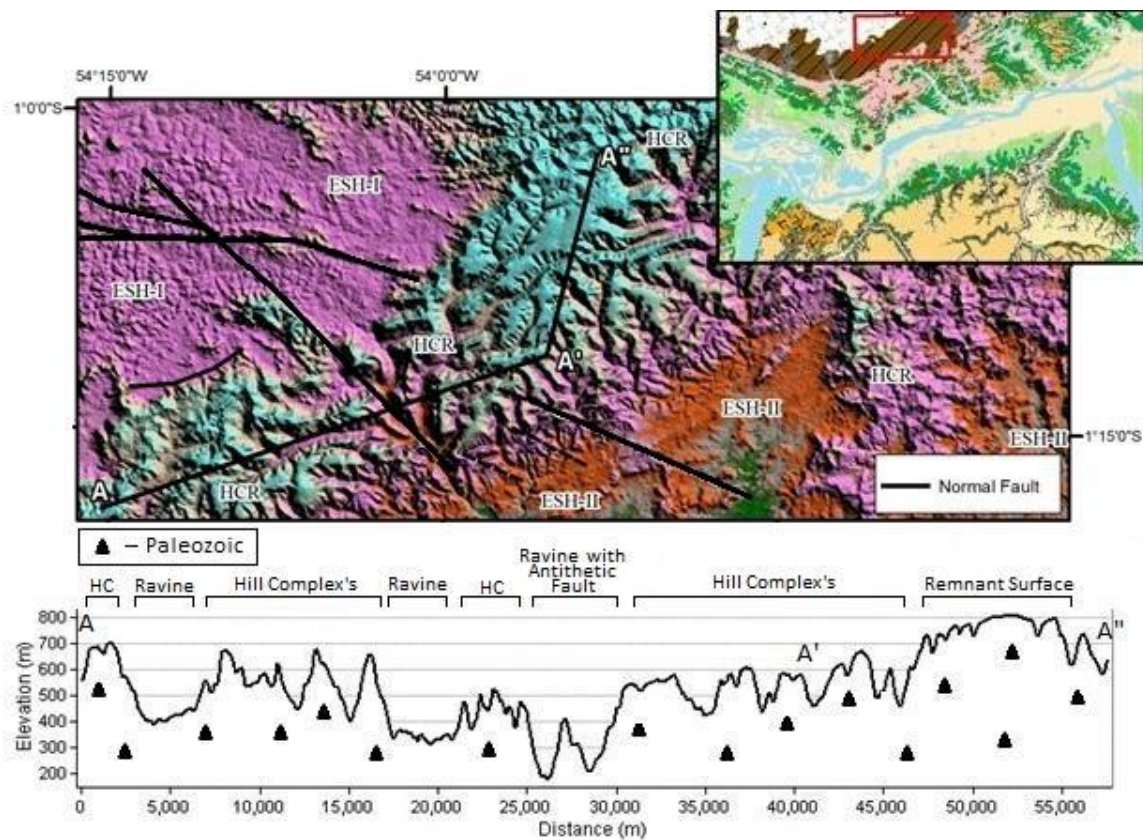 54°15'0"W
54°0'0"W
1°0'0"S
HCR
A"
ESH-I
ESH-I
HCR
A'
HCR
ESH-II
ESH-II
1°15'0"S
A
HCR
ESH-II
Normal Fault
– Paleozoic
HC
Ravine
Hill Complex's
Ravine
HC
Ravine with
Antithetic
Fault
Hill Complex's
Remnant Surface
800
700
600
500
400
300
200
Elevation (m)
A
A'
A"
0
5,000
10,000
15,000
20,000
25,000
30,000
35,000
40,000
45,000
50,000
55,000
Distance (m)